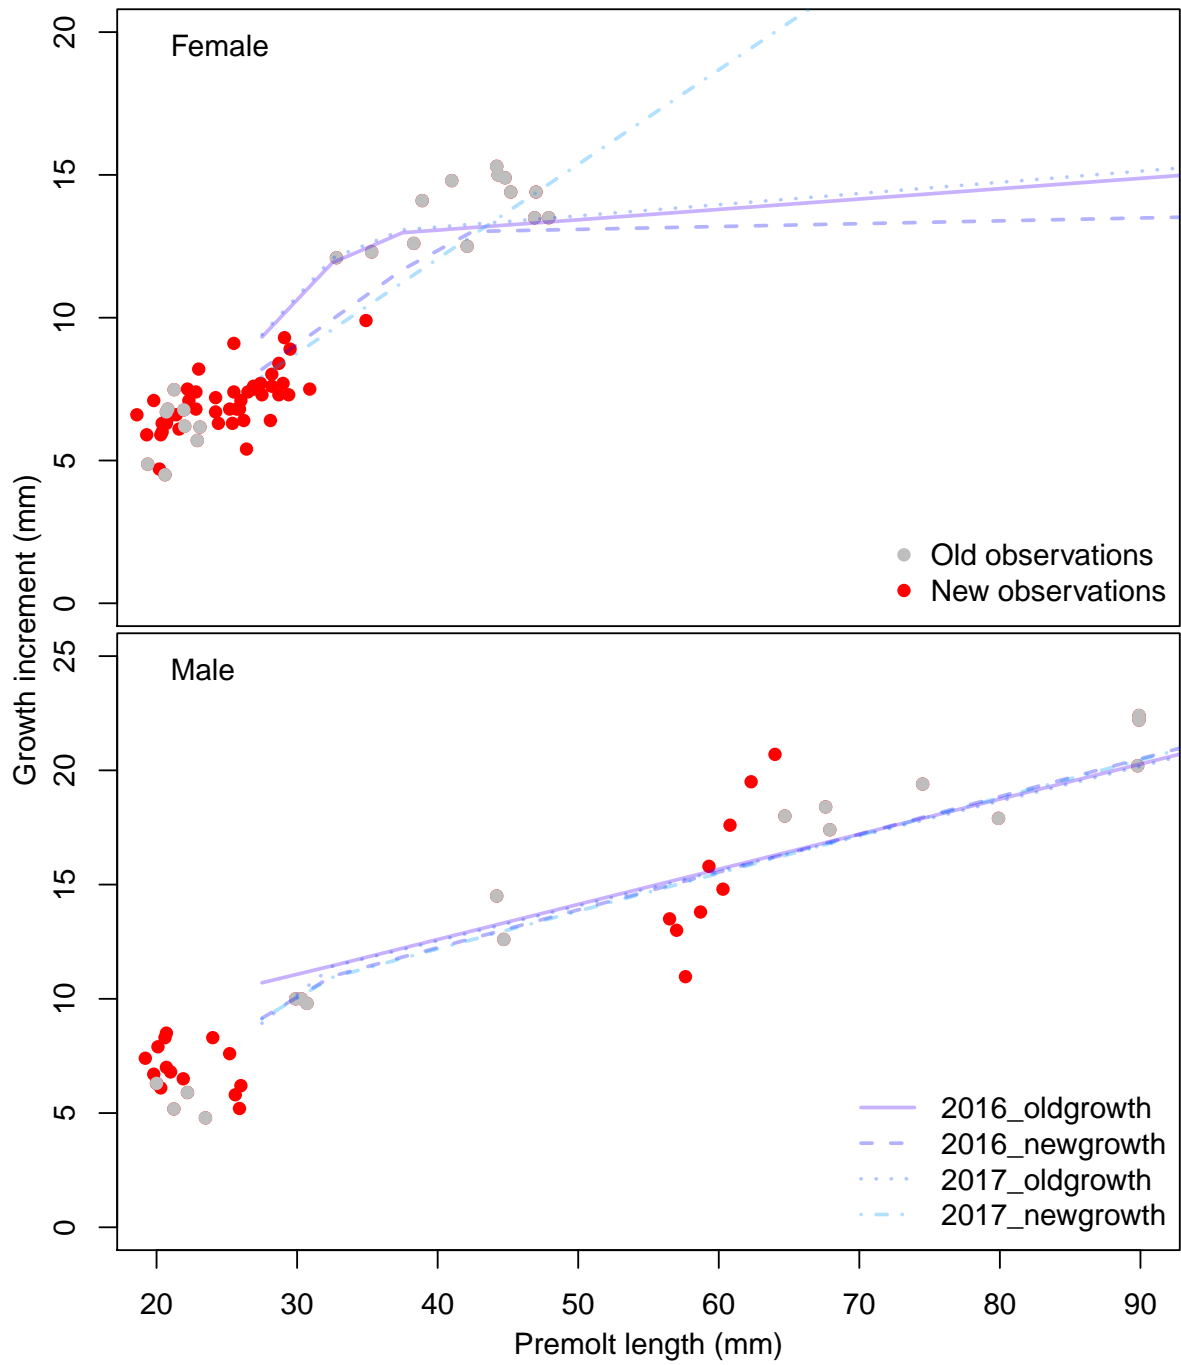 Female
20
15
10
5
0
Old observations
New observations
Growth increment (mm)
Male
25
20
15
10
5
0
2016_oldgrowth
2016_newgrowth
2017_oldgrowth
2017_newgrowth
20 30 40 50 60 70 80 90
Premolt length (mm)